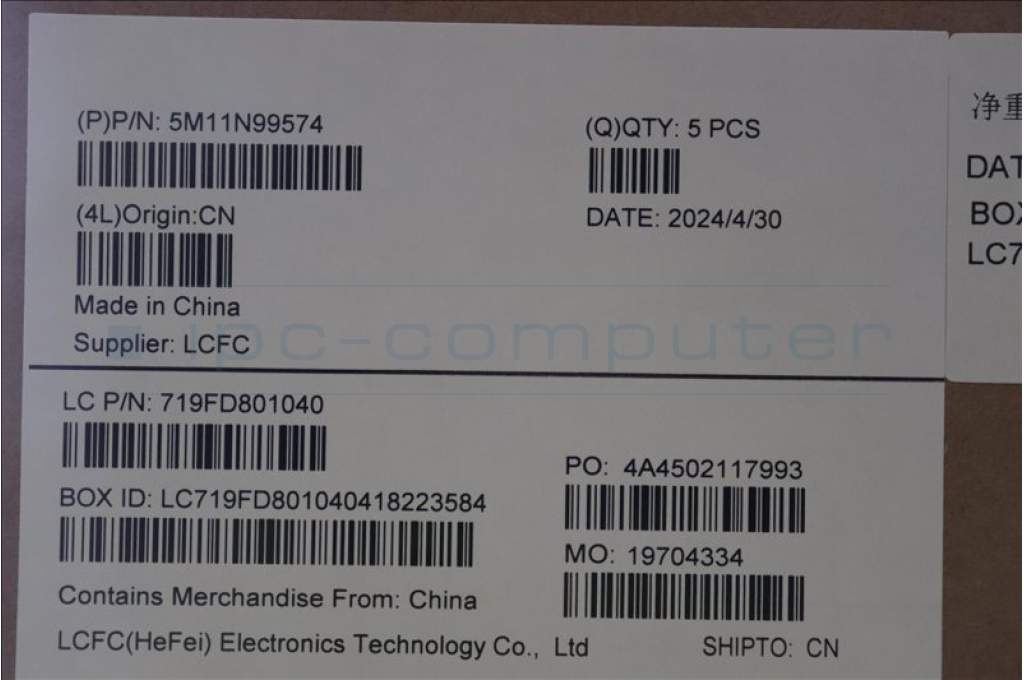 (P)P/N: 5M11N99574
(Q)QTY: 5 PCS
(4L)Origin:CN
DATE: 2024/4/30
Made in China
Supplier: LCFC
ipc-computer
LC P/N: 719FD801040
PO: 4A4502117993
BOX ID: LC719FD801040418223584
MO: 19704334
Contains Merchandise From: China
LCFC(HeFei) Electronics Technology Co., Ltd
SHIPTO: CN
净重
DAT
BOX
LC7